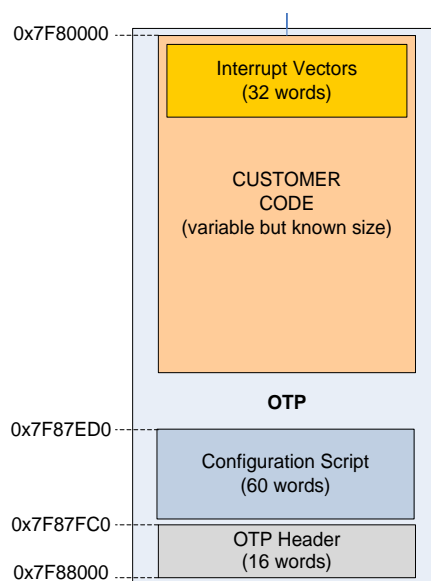 0x7F80000
Interrupt Vectors
(32 words)
CUSTOMER
CODE
(variable but known size)
OTP
0x7F87ED0
Configuration Script
(60 words)
0x7F87FC0
OTP Header
(16 words)
0x7F88000